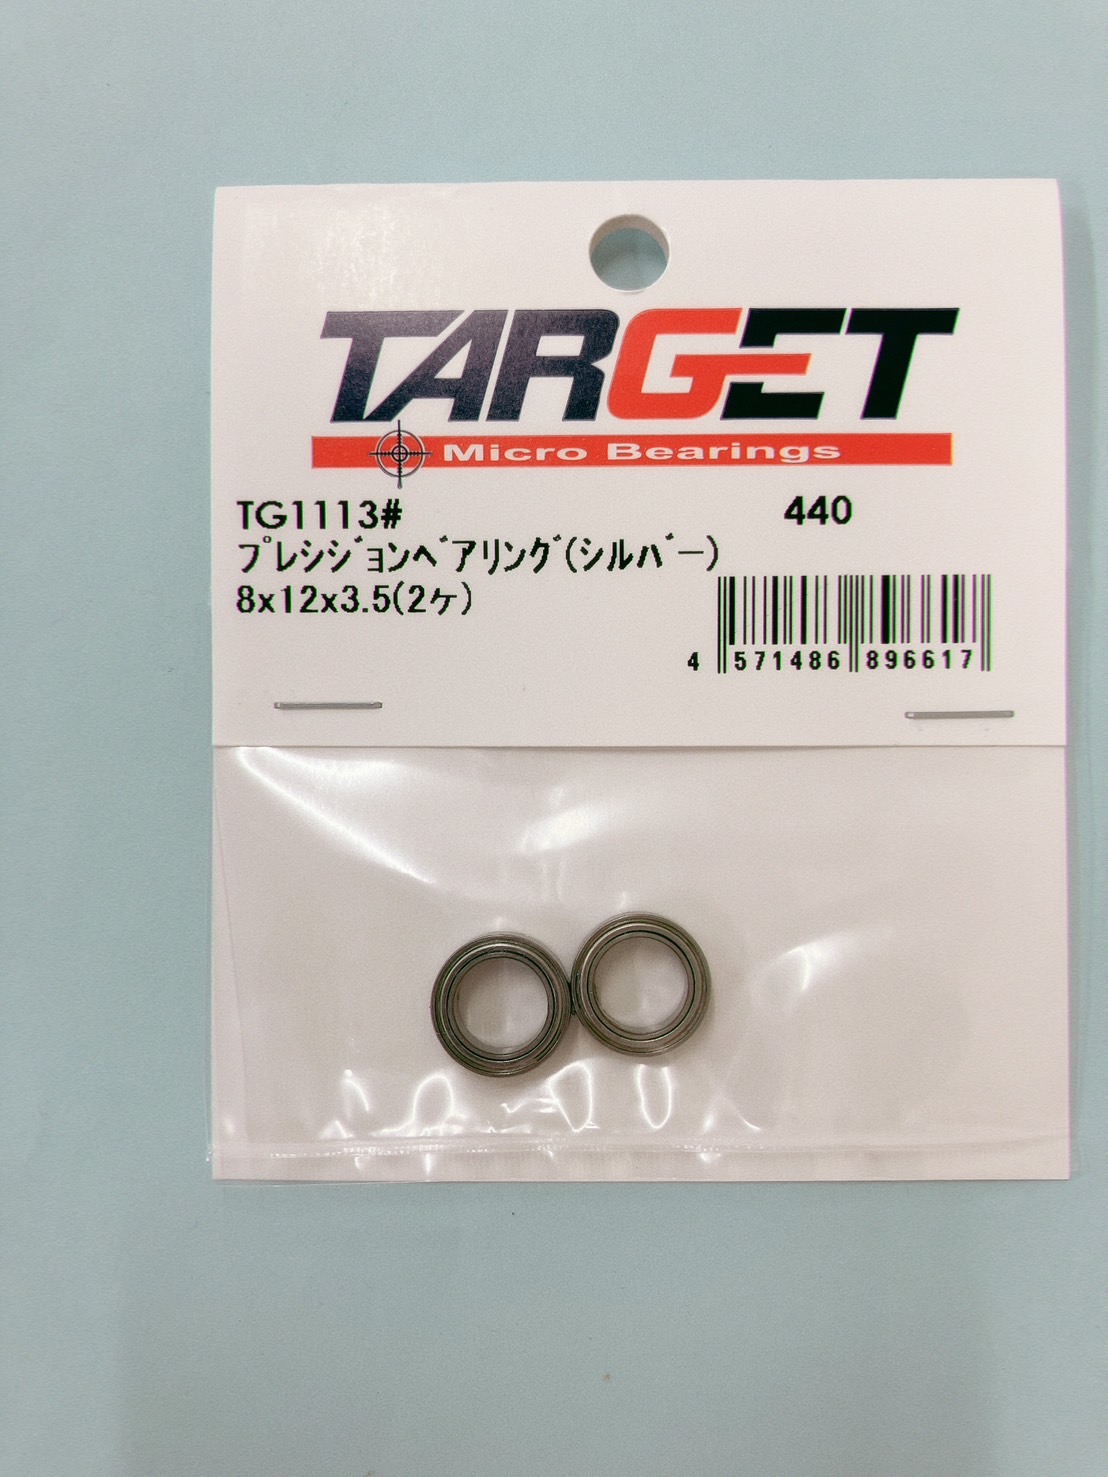 TARGET
Micro Bearings
TG1113# 440
ﾌﾟﾚｼｼﾞｮﾝﾍﾞｱﾘﾝｸﾞ(ｼﾙﾊﾞｰ)
8x12x3.5(2ヶ)
4 571486 896617